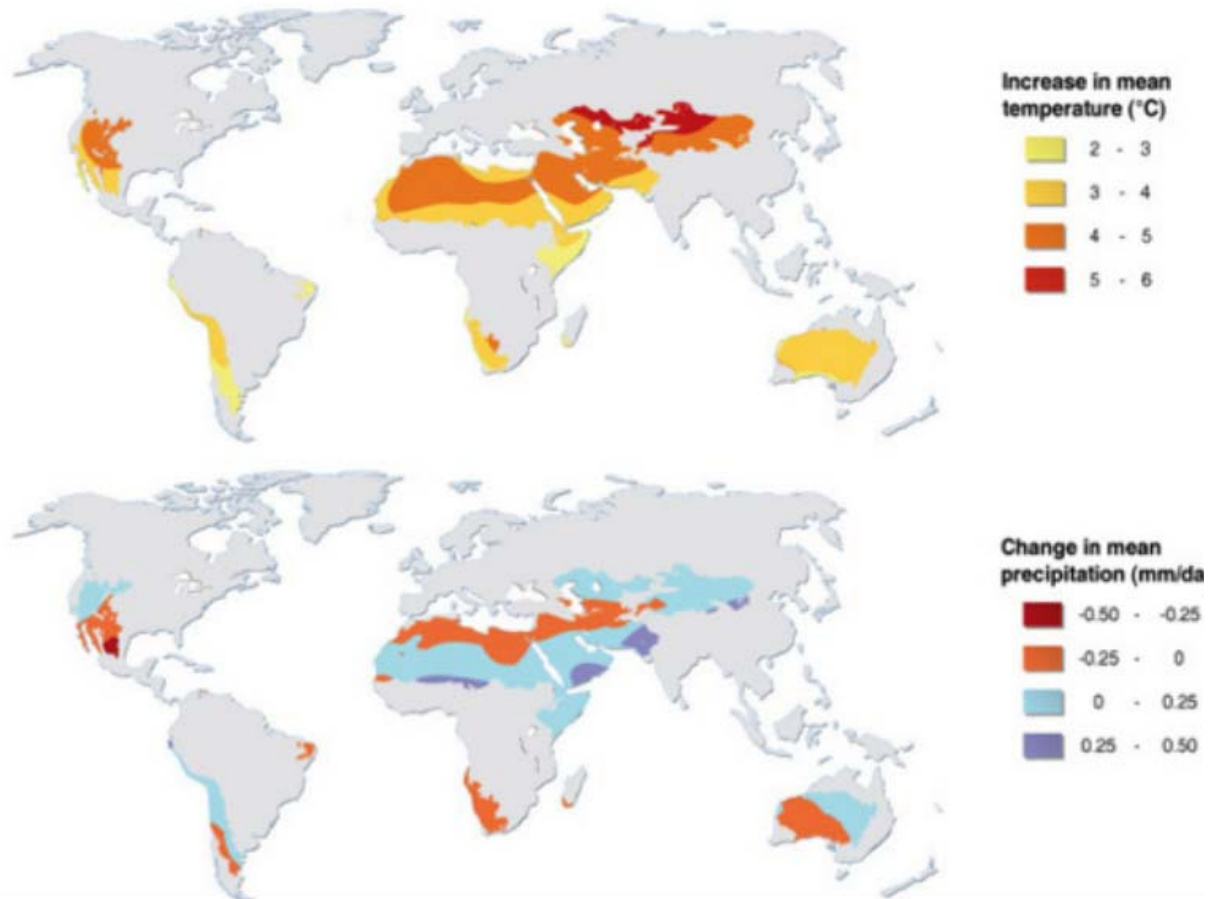 Increase in mean
temperature (°C)
2 - 3
3 - 4
4 - 5
5 - 6
Change in mean
precipitation (mm/da
-0.50 - -0.25
-0.25 - 0
0 - 0.25
0.25 - 0.50